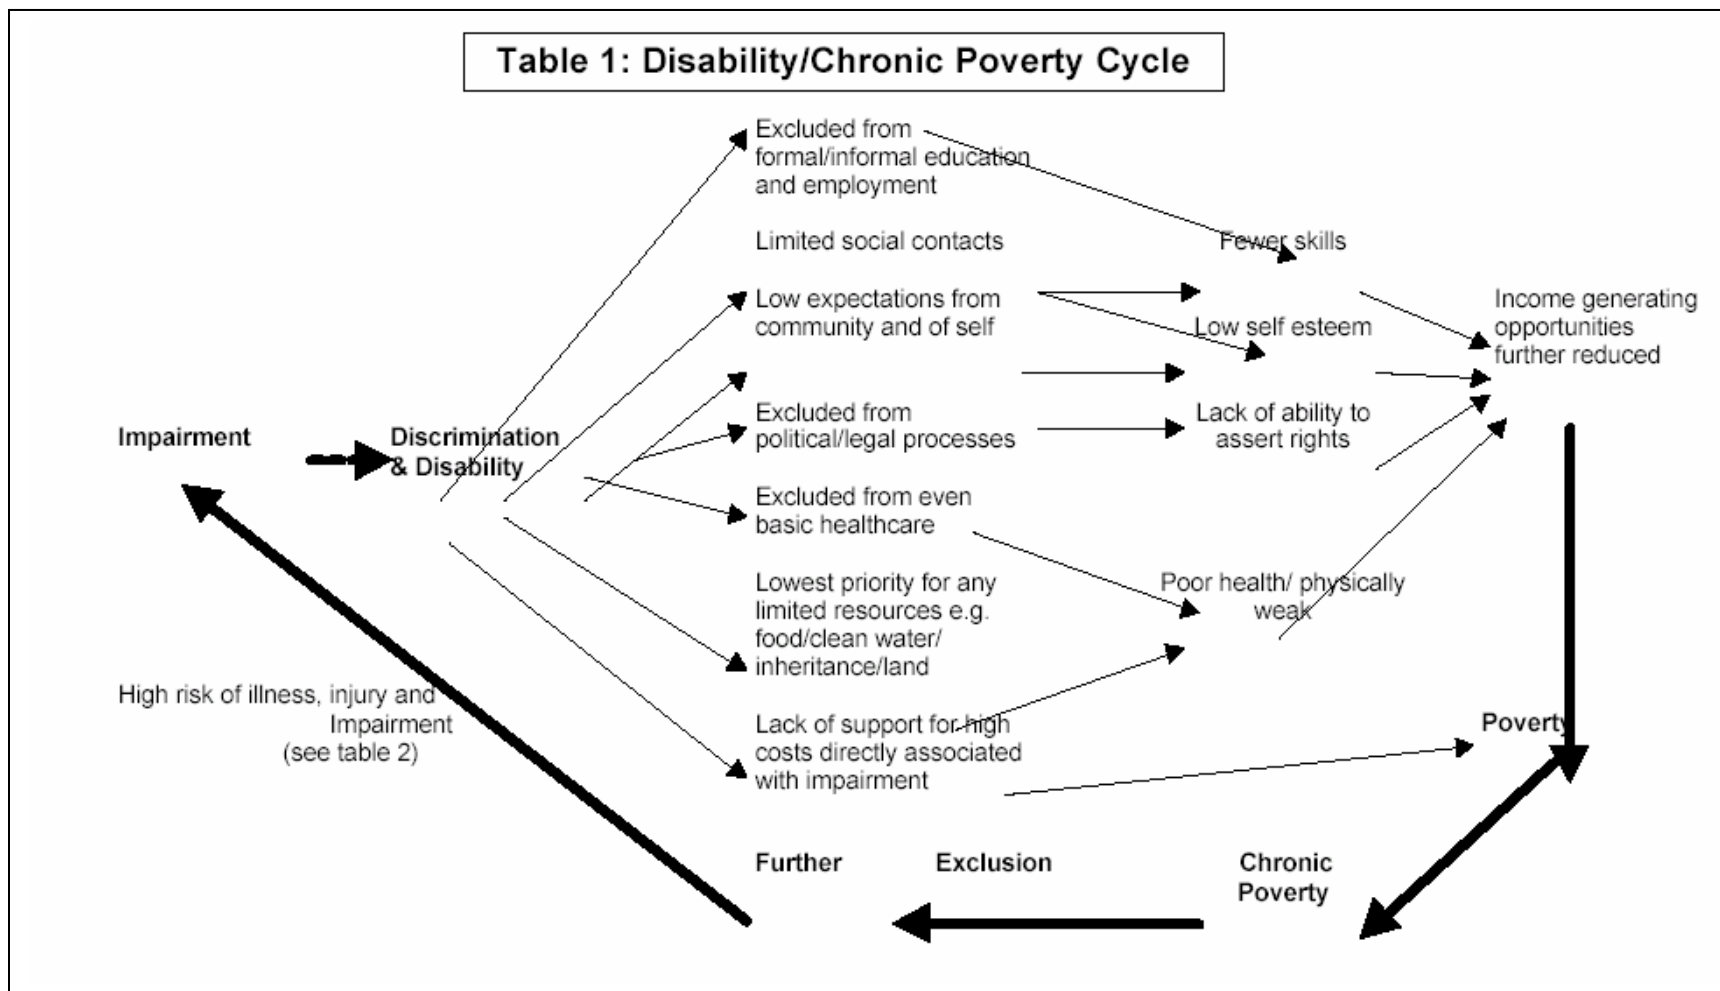 Table 1: Disability/Chronic Poverty Cycle
Excluded from
formal/informal education
and employment
Limited social contacts
Fewer skills
Low expectations from
community and of self
Low self esteem
Income generating
opportunities
further reduced
Impairment
Discrimination
& Disability
Excluded from
political/legal processes
Lack of ability to
assert rights
Excluded from even
basic healthcare
Lowest priority for any
limited resources e.g.
food/clean water/
inheritance/land
Poor health/ physically
weak
High risk of illness, injury and
Impairment
(see table 2)
Lack of support for high
costs directly associated
with impairment
Poverty
Further Exclusion
Chronic
Poverty